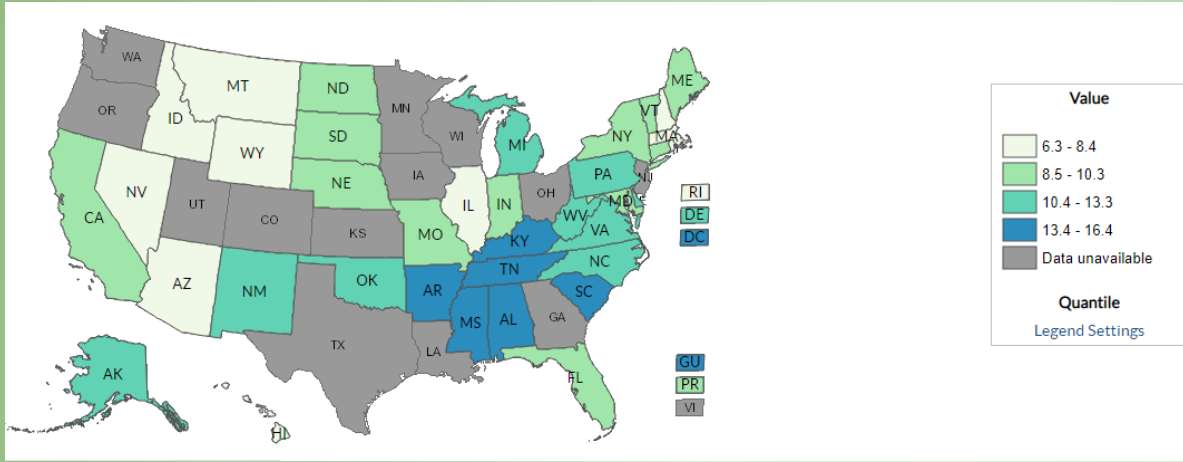 WA
MT
ND
MN
ME
VT
OR
ID
SD
WI
MI
NY
MA
WY
NE
IA
PA
NJ
NV
UT
CO
KS
IL
IN
OH
MD
CA
MO
WV
VA
KY
RI
DE
DC
AZ
NM
OK
AR
TN
NC
SC
TX
LA
MS
AL
GA
AK
FL
HI
GU
PR
VI
Value
6.3 - 8.4
8.5 - 10.3
10.4 - 13.3
13.4 - 16.4
Data unavailable
Quantile
Legend Settings